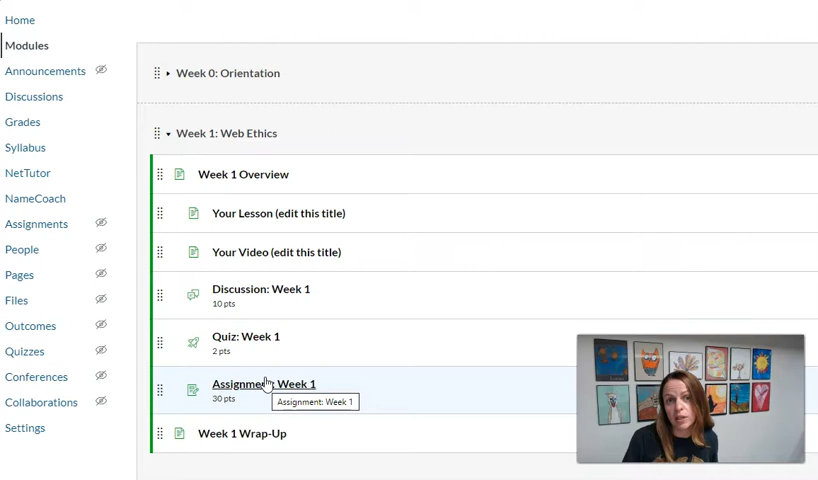 Home
Modules
Announcements
Discussions
Grades
Syllabus
NetTutor
NameCoach
Assignments
People
Pages
Files
Outcomes
Quizzes
Conferences
Collaborations
Settings
Week 0: Orientation
Week 1: Web Ethics
Week 1 Overview
Your Lesson (edit this title)
Your Video (edit this title)
Discussion: Week 1
10 pts
Quiz: Week 1
2 pts
Assignment: Week 1
30 pts
Assignment: Week 1
Week 1 Wrap-Up